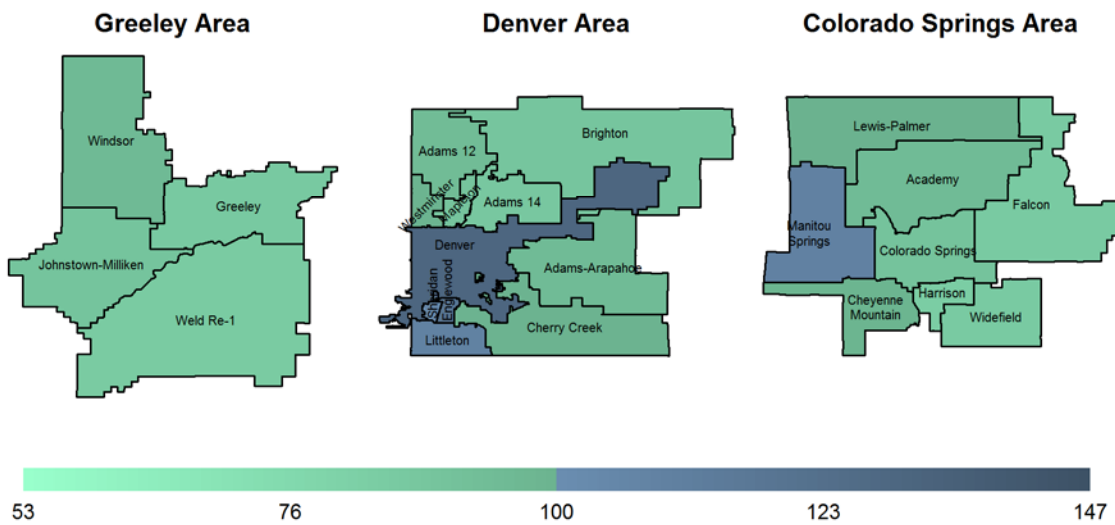 Greeley Area
Denver Area
Colorado Springs Area
Windsor
Greeley
Johnstown-Milliken
Weld Re-1
Brighton
Adams 12
Westminster
Mapleton
Adams 14
Denver
Adams-Arapahoe
Sheridan
Englewood
Cherry Creek
Littleton
Lewis-Palmer
Academy
Falcon
Manitou
Springs
Colorado Springs
Cheyenne
Mountain
Harrison
Widefield
53
76
100
123
147